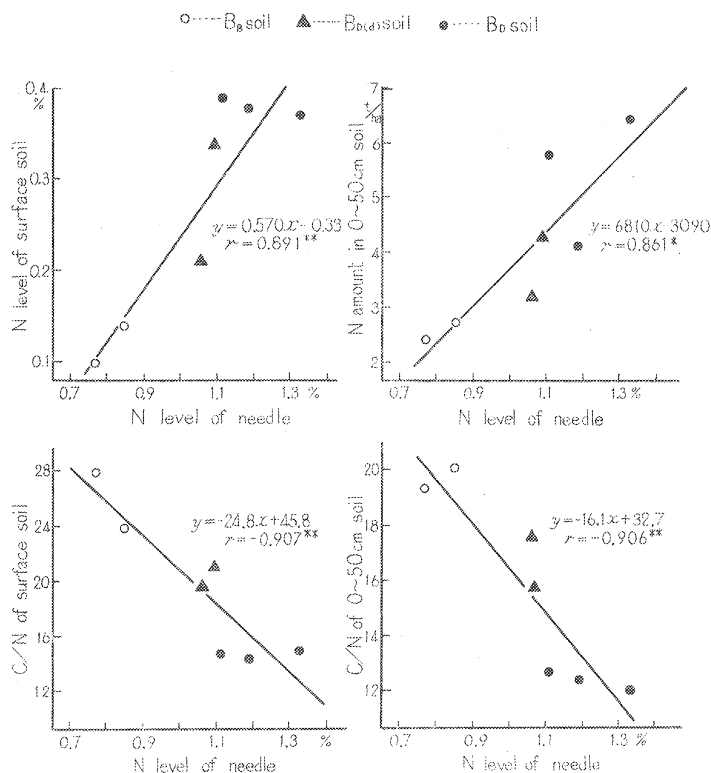 B_B soil B_D(d) soil B_D soil
0.4
%
0.3
0.2
0.1
N level of surface soil
y=0.570x-0.33
r=0.891**
0.7 0.9 1.1 1.3 %
N level of needle
7
t/ha
6
5
4
3
2
N amount in 0~50cm soil
y=6810x-3090
r=0.861*
0.7 0.9 1.1 1.3 %
N level of needle
28
24
20
16
12
C/N of surface soil
y=-24.8x+45.8
r=-0.907**
0.7 0.9 1.1 1.3 %
N level of needle
20
18
16
14
12
C/N of 0~50cm soil
y=-16.1x+32.7
r=-0.906**
0.7 0.9 1.1 1.3 %
N level of needle